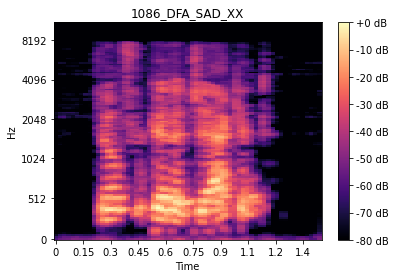 1086_DFA_SAD_XX
Hz
8192
4096
2048
1024
512
0
0 0.15 0.3 0.45 0.6 0.75 0.9 1.1 1.2 1.4
Time
+0 dB
-10 dB
-20 dB
-30 dB
-40 dB
-50 dB
-60 dB
-70 dB
-80 dB